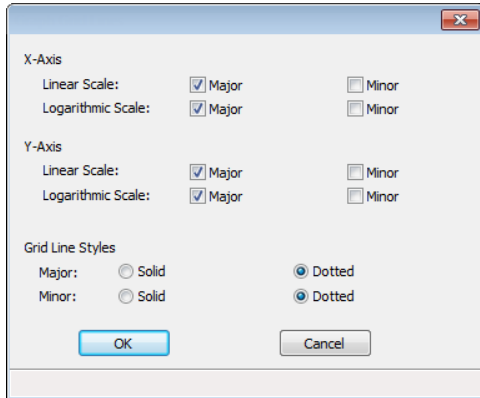 X-Axis
Linear Scale: Major Minor
Logarithmic Scale: Major Minor
Y-Axis
Linear Scale: Major Minor
Logarithmic Scale: Major Minor
Grid Line Styles
Major: Solid Dotted
Minor: Solid Dotted
OK Cancel